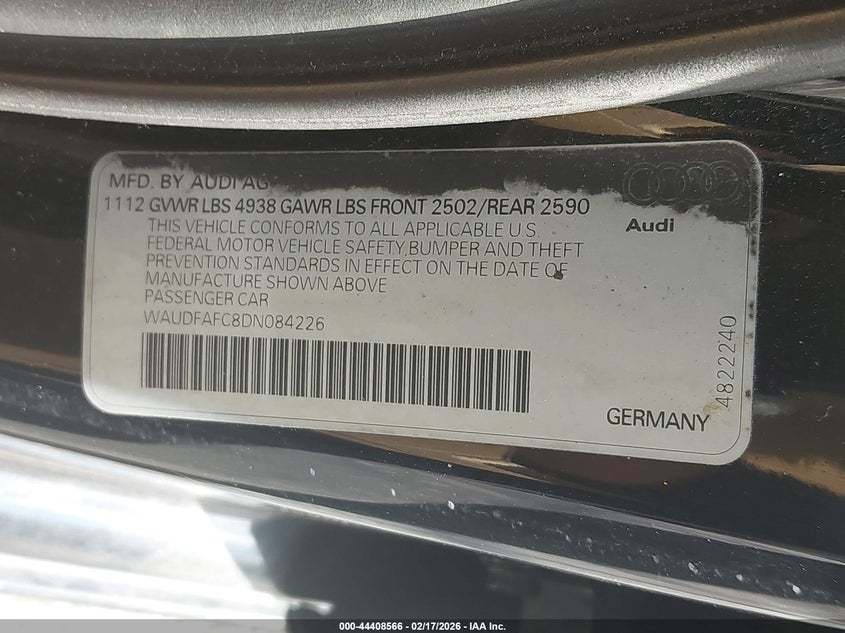 MFD. BY AUDI AG
1112 GVWR LBS 4938 GAWR LBS FRONT 2502/REAR 2590
THIS VEHICLE CONFORMS TO ALL APPLICABLE U.S.
FEDERAL MOTOR VEHICLE SAFETY,BUMPER AND THEFT
PREVENTION STANDARDS IN EFFECT ON THE DATE OF
MANUFACTURE SHOWN ABOVE
PASSENGER CAR
WAUDFAFC8DN084226
Audi
GERMANY
4822240
000-44408566 - 02/17/2026 - IAA Inc.